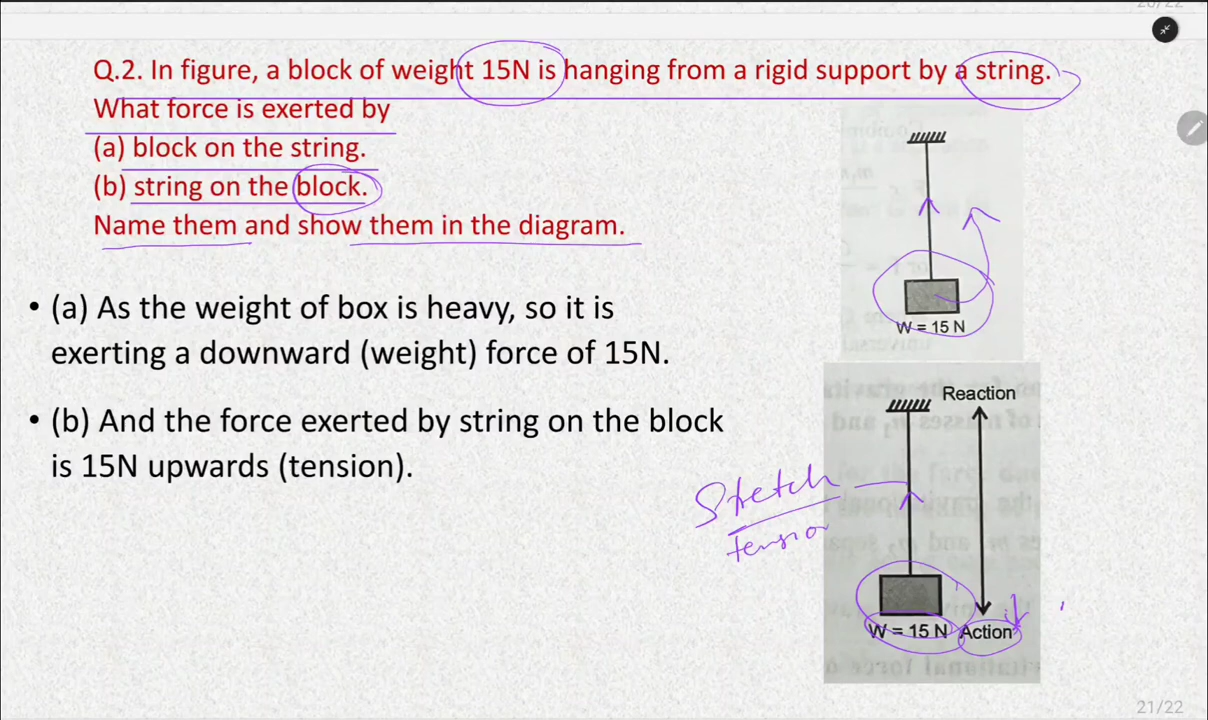 Q.2. In figure, a block of weight 15N is hanging from a rigid support by a string.
What force is exerted by
(a) block on the string.
(b) string on the block.
Name them and show them in the diagram.
W = 15 N
• (a) As the weight of box is heavy, so it is
exerting a downward (weight) force of 15N.
• (b) And the force exerted by string on the block
is 15N upwards (tension).
Reaction
Stretch
tension
W = 15 N
Action
21/22